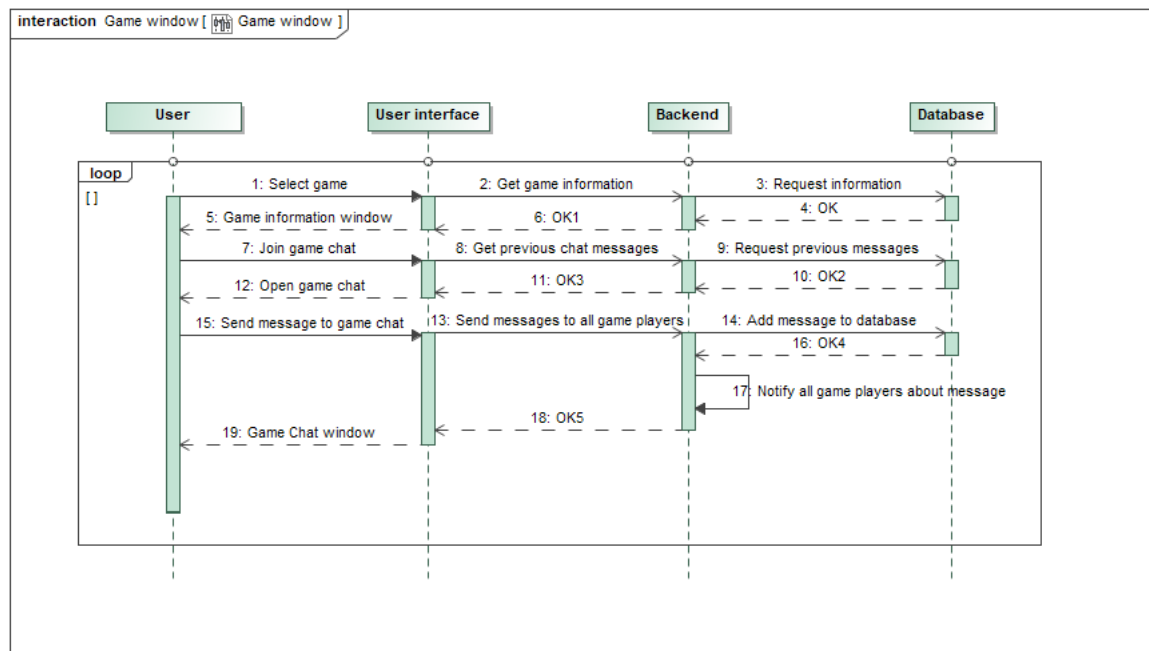 interaction Game window [ Game window ]
User
User interface
Backend
Database
loop
[ ]
1: Select game
2: Get game information
3: Request information
4: OK
5: Game information window
6: OK1
7: Join game chat
8: Get previous chat messages
9: Request previous messages
10: OK2
11: OK3
12: Open game chat
15: Send message to game chat
13: Send messages to all game players
14: Add message to database
16: OK4
17: Notify all game players about message
18: OK5
19: Game Chat window